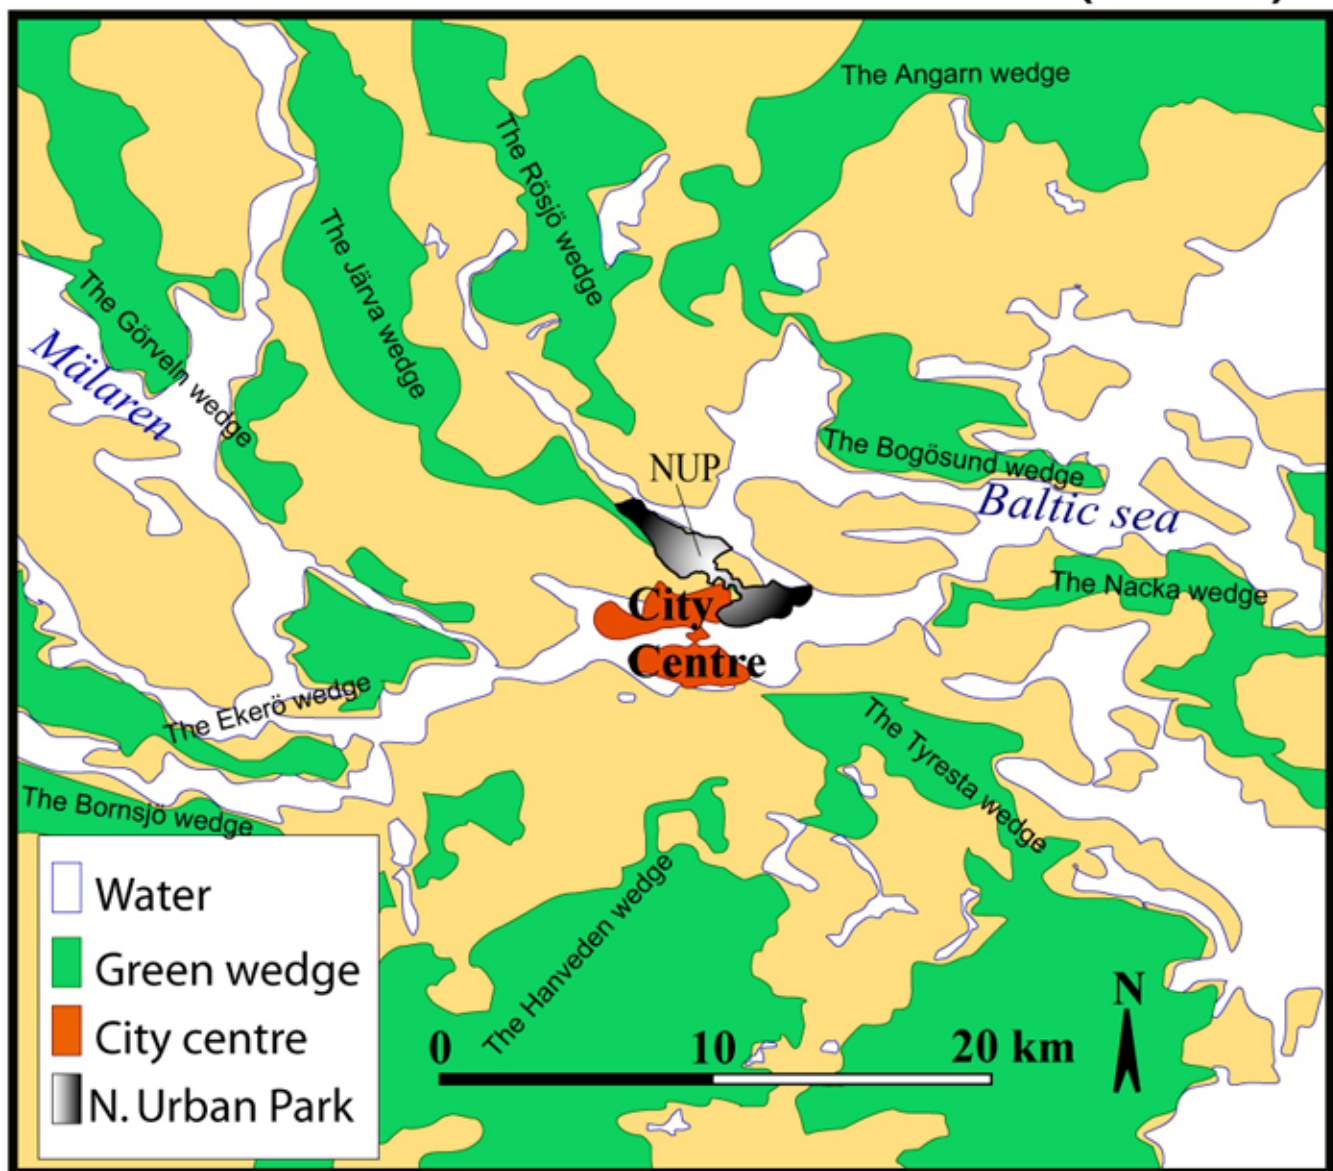 The Angarn wedge
The Rösjö wedge
The Järva wedge
The Görveln wedge
Mälaren
The Bogösund wedge
NUP
Baltic sea
The Nacka wedge
City
Centre
The Ekerö wedge
The Tyresta wedge
The Bornsjö wedge
The Hanveden wedge
Water
Green wedge
City centre
N. Urban Park
0 10 20 km
N